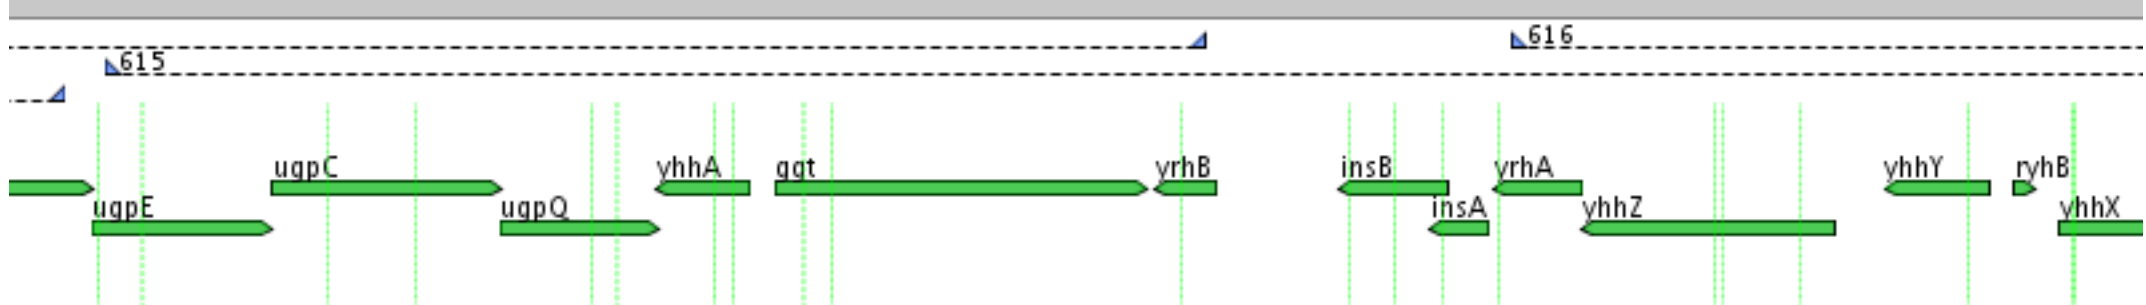 616
615
ugpC yhhA ggt yrhB insB yrhA yhhY ryhB
ugpE ugpQ insA yhhZ yhhX